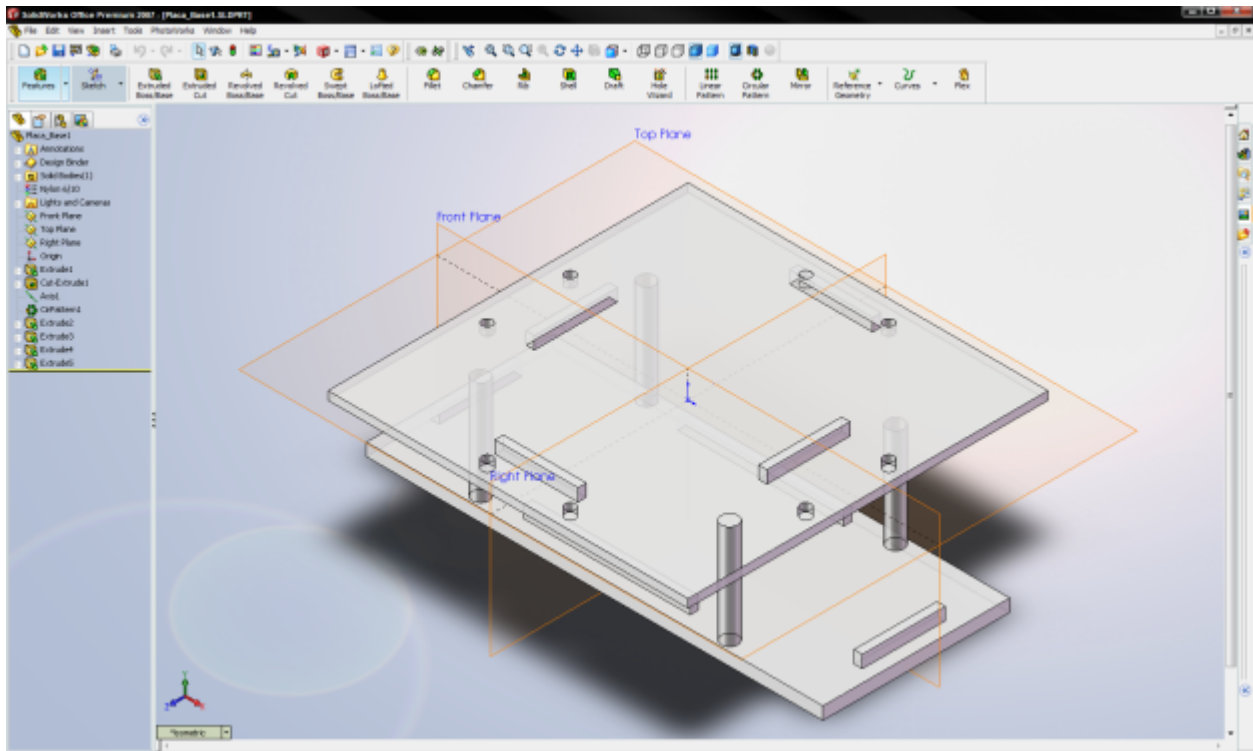 SolidWorks Office Premium 2007 - [Placa_Base1.SLDPRT]
File Edit View Insert Tools PhotoWorks Window Help
Features Sketch Extruded Boss/Base Extruded Cut Revolved Boss/Base Revolved Cut Swept Boss/Base Lofted Boss/Base Fillet Chamfer Rib Shell Draft Hole Wizard Linear Pattern Circular Pattern Mirror Reference Geometry Curves Flex
Placa_Base1
Annotations
Design Binder
Solid Bodies(1)
Nylon 6/10
Lights and Cameras
Front Plane
Top Plane
Right Plane
Origin
Extrude1
Cut-Extrude1
Axis1
CirPattern1
Extrude2
Extrude3
Extrude4
Extrude5
Top Plane
Front Plane
Right Plane
Y
Z
X
*Isometric